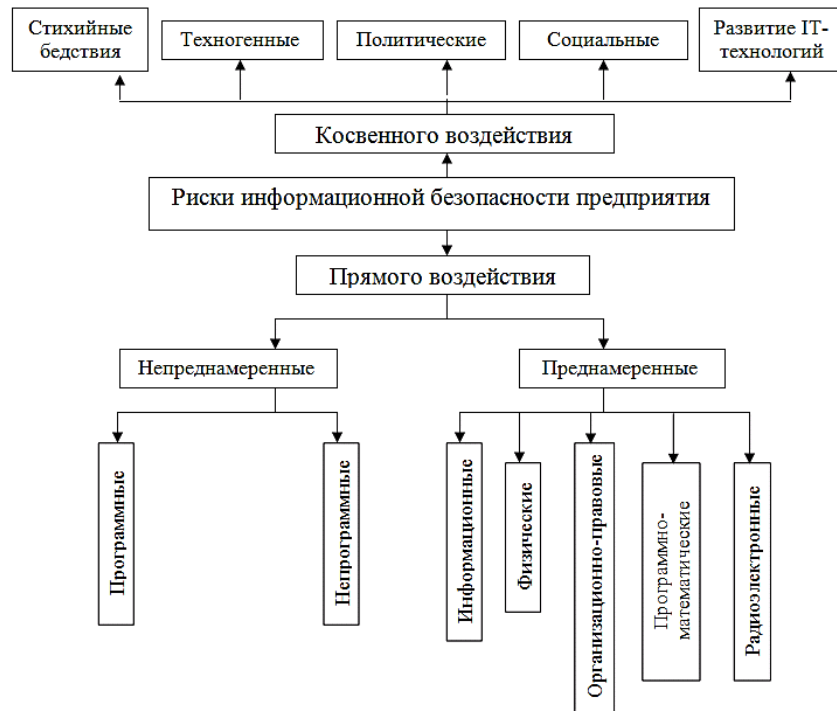 Стихийные
бедствия
Техногенные
Политические
Социальные
Развитие IT-
технологий
Косвенного воздействия
Риски информационной безопасности предприятия
Прямого воздействия
Непреднамеренные
Преднамеренные
Программные
Непрограммные
Информационные
Физические
Организационно-правовые
Программно-
математические
Радиоэлектронные